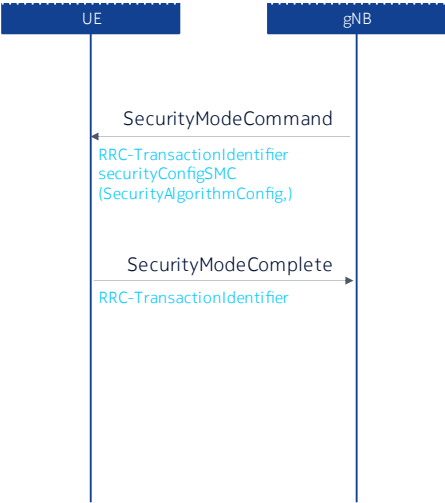 UE
gNB
SecurityModeCommand
RRC-TransactionIdentifier
securityConfigSMC
(SecurityAlgorithmConfig,)
SecurityModeComplete
RRC-TransactionIdentifier